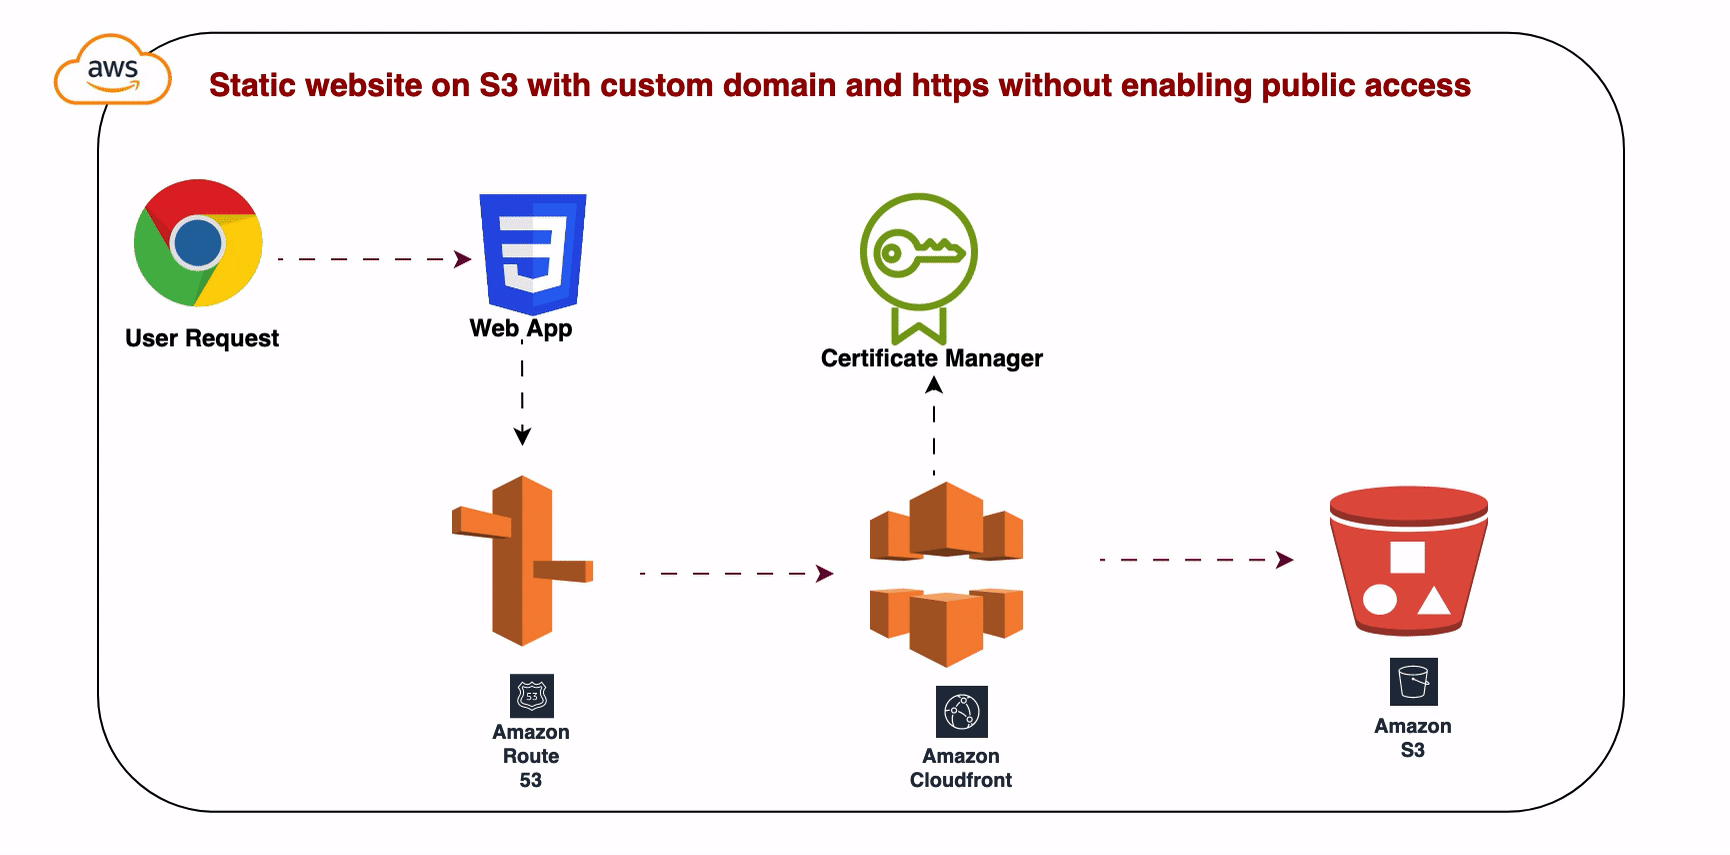 aws
Static website on S3 with custom domain and https without enabling public access
User Request
Web App
Certificate Manager
53
Amazon
Route
53
Amazon
Cloudfront
Amazon
S3